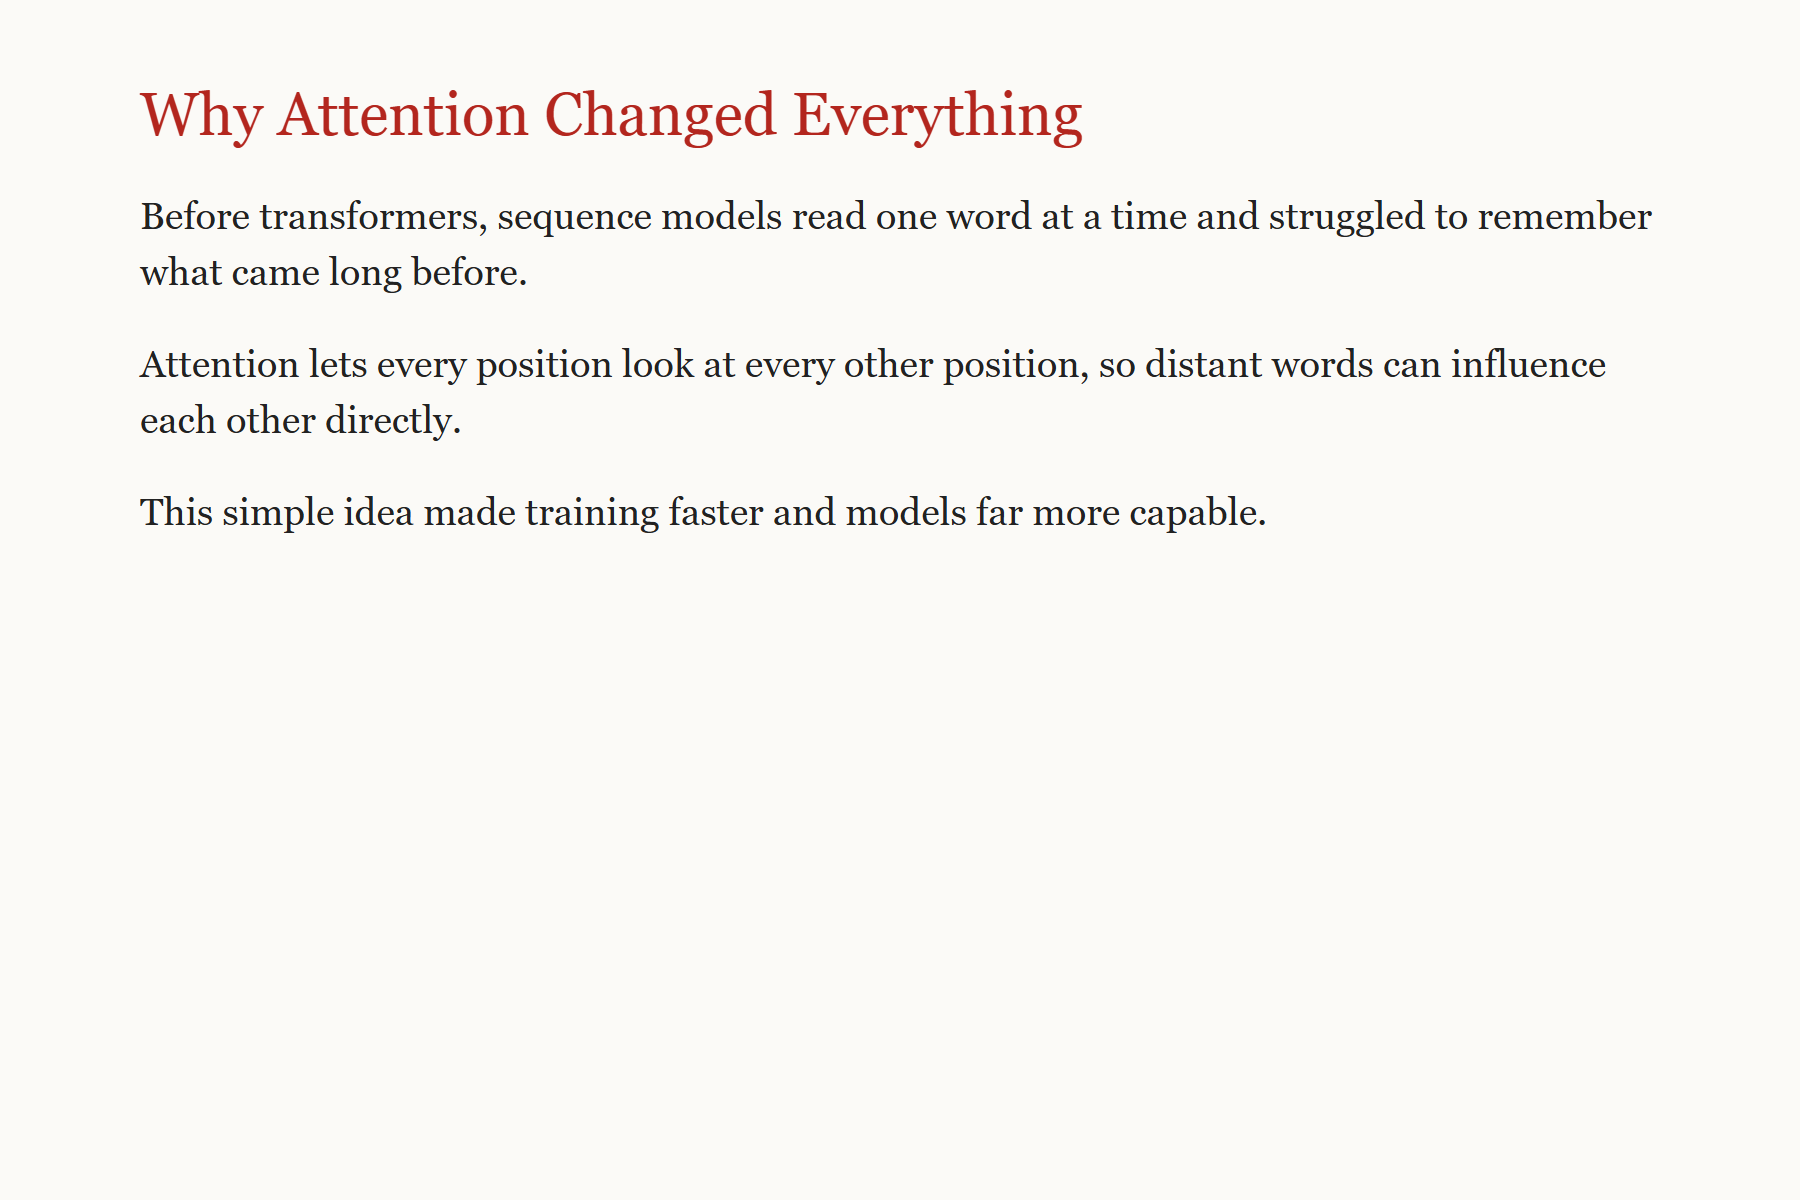 Why Attention Changed Everything
Before transformers, sequence models read one word at a time and struggled to remember
what came long before.
Attention lets every position look at every other position, so distant words can influence
each other directly.
This simple idea made training faster and models far more capable.